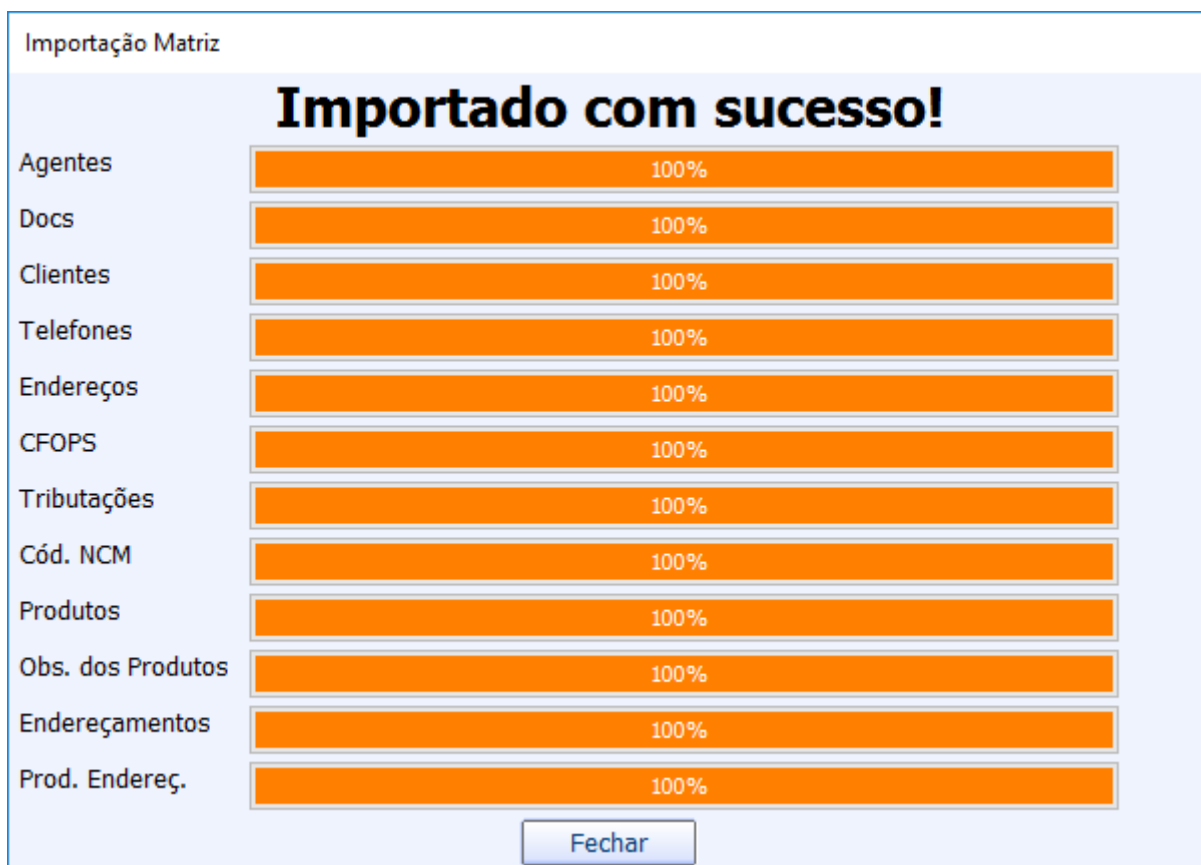 Importação Matriz
Importado com sucesso!
Agentes 100%
Docs 100%
Clientes 100%
Telefones 100%
Endereços 100%
CFOPS 100%
Tributações 100%
Cód. NCM 100%
Produtos 100%
Obs. dos Produtos 100%
Endereçamentos 100%
Prod. Endereç. 100%
Fechar